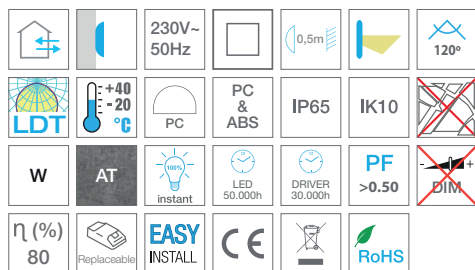 230V~
50Hz
0,5m
120º
LDT
+40
-20
°C
PC
PC
&
ABS
IP65
IK10
W
AT
100%
instant
LED
50.000h
DRIVER
30.000h
PF
>0.50
- +
DIM
η (%)
80
Replaceable
EASY
INSTALL
CE
RoHS